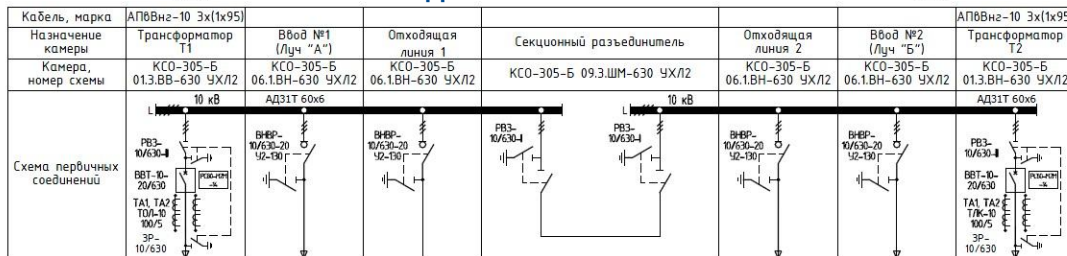 Кабель, марка
АПвВнг-10 3х(1х95)
АПвВнг-10 3х(1х95
Назначение
камеры
Трансформатор
Т1
Ввод №1
(Луч "А")
Отходящая
линия 1
Секционный разъединитель
Отходящая
линия 2
Ввод №2
(Луч "Б")
Трансформатор
Т2
Камера,
номер схемы
КСО-305-Б
01.3.ВВ-630 УХЛ2
КСО-305-Б
06.1.ВН-630 УХЛ2
КСО-305-Б
06.1.ВН-630 УХЛ2
КСО-305-Б 09.3.ШМ-630 УХЛ2
КСО-305-Б
06.1.ВН-630 УХЛ2
КСО-305-Б
06.1.ВН-630 УХЛ2
КСО-305-Б
01.3.ВН-630 УХЛ2
Схема первичных
соединений
10 кВ
L
РВЗ-
10/630-II
ВВТ-10-
20/630
ТА1, ТА2
ТОЛ-10
100/5
ЗР-
10/630
АД31Т 60х6
ВНВР-
10/630-20
У2-130
ВНВР-
10/630-20
У2-130
РВЗ-
10/630-II
10 кВ
РВЗ-
10/630-I
ВНВР-
10/630-20
У2-130
ВНВР-
10/630-20
У2-130
АД31Т 60х6
РВЗ-
10/630-II
ВВТ-10-
20/630
ТА1, ТА2
ТЛК-10
100/5
ЗР-
10/630